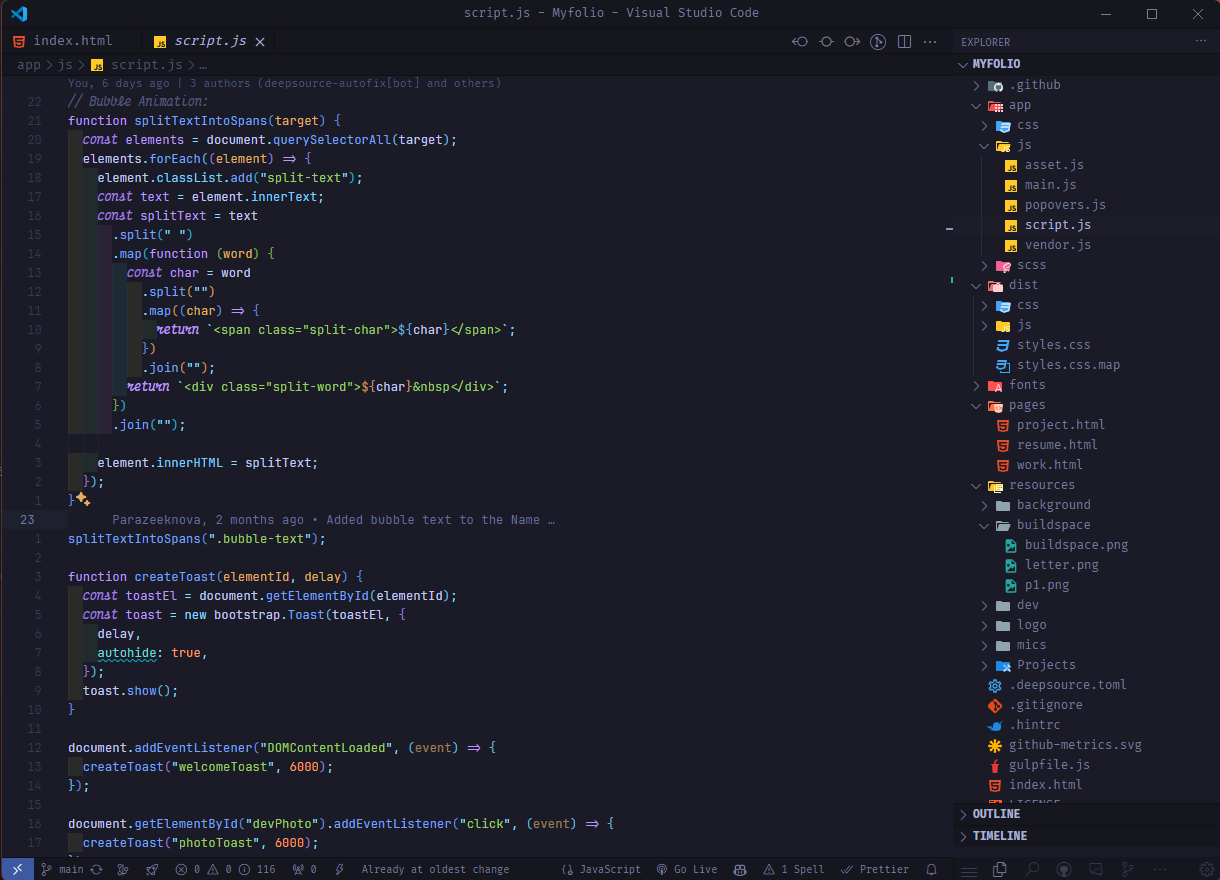 script.js - Myfolio - Visual Studio Code
index.html
JS script.js
app > js > JS script.js > …
You, 6 days ago | 3 authors (deepsource-autofix[bot] and others)
22 // Bubble Animation:
21 function splitTextIntoSpans(target) {
20 const elements = document.querySelectorAll(target);
19 elements.forEach((element) => {
18 element.classList.add("split-text");
17 const text = element.innerText;
16 const splitText = text
15 .split(" ")
14 .map(function (word) {
13 const char = word
12 .split("")
11 .map((char) => {
10 return `<span class="split-char">${char}</span>`;
9 })
8 .join("");
7 return `<div class="split-word">${char}&nbsp</div>`;
6 })
5 .join("");
4
3 element.innerHTML = splitText;
2 });
1 }
23 Parazeeknova, 2 months ago • Added bubble text to the Name …
1 splitTextIntoSpans(".bubble-text");
2
3 function createToast(elementId, delay) {
4 const toastEl = document.getElementById(elementId);
5 const toast = new bootstrap.Toast(toastEl, {
6 delay,
7 autohide: true,
8 });
9 toast.show();
10 }
11
12 document.addEventListener("DOMContentLoaded", (event) => {
13 createToast("welcomeToast", 6000);
14 });
15
16 document.getElementById("devPhoto").addEventListener("click", (event) => {
17 createToast("photoToast", 6000);
EXPLORER
MYFOLIO
.github
app
css
js
asset.js
main.js
popovers.js
script.js
vendor.js
scss
dist
css
js
styles.css
styles.css.map
fonts
pages
project.html
resume.html
work.html
resources
background
buildspace
buildspace.png
letter.png
p1.png
dev
logo
mics
Projects
.deepsource.toml
.gitignore
.hintrc
github-metrics.svg
gulpfile.js
index.html
LICENSE
OUTLINE
TIMELINE
main 0 0 116 0 Already at oldest change {} JavaScript Go Live 1 Spell Prettier